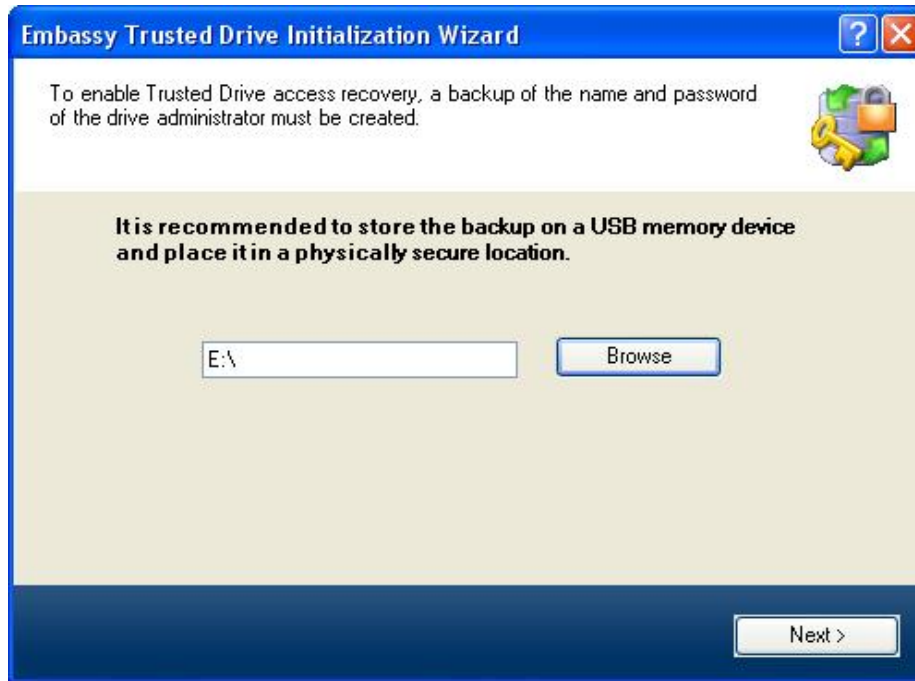 Embassy Trusted Drive Initialization Wizard
To enable Trusted Drive access recovery, a backup of the name and password
of the drive administrator must be created.
It is recommended to store the backup on a USB memory device
and place it in a physically secure location.
E:\
Browse
Next >